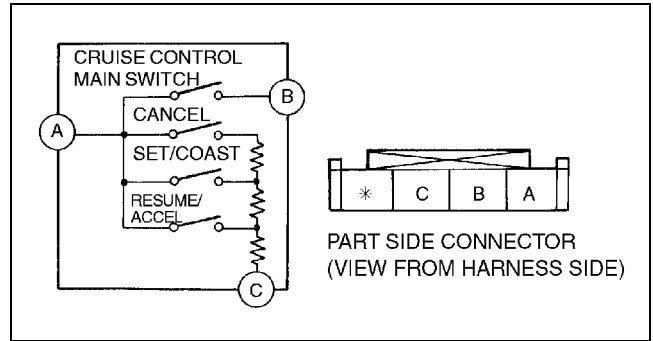 CRUISE CONTROL
MAIN SWITCH
B
CANCEL
A
SET/COAST
RESUME/
ACCEL
C
* C B A
PART SIDE CONNECTOR
(VIEW FROM HARNESS SIDE)